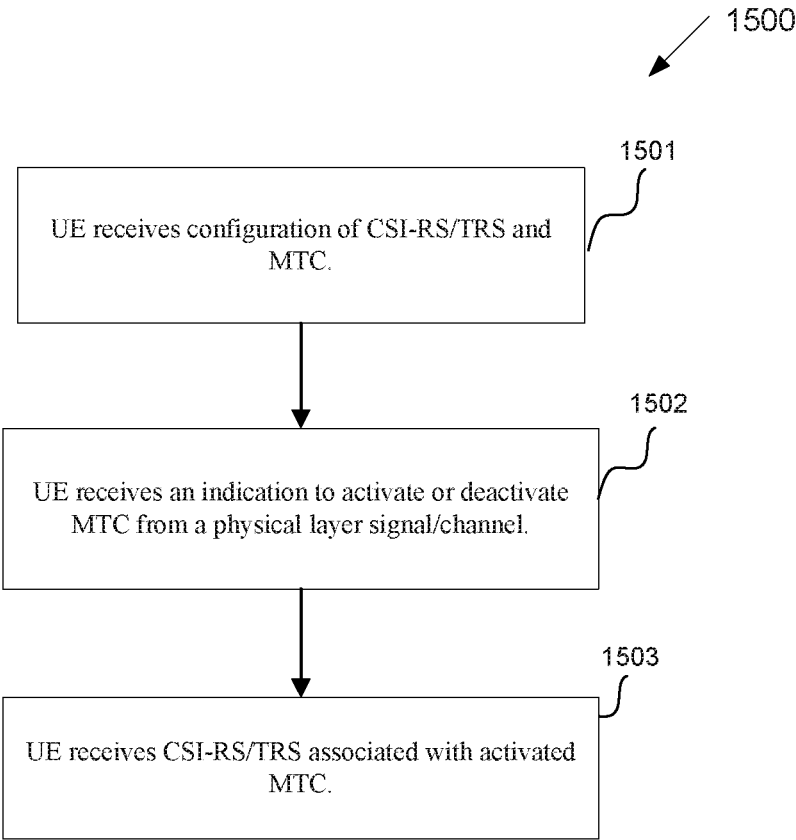 1500
1501
UE receives configuration of CSI-RS/TRS and
MTC.
1502
UE receives an indication to activate or deactivate
MTC from a physical layer signal/channel.
1503
UE receives CSI-RS/TRS associated with activated
MTC.